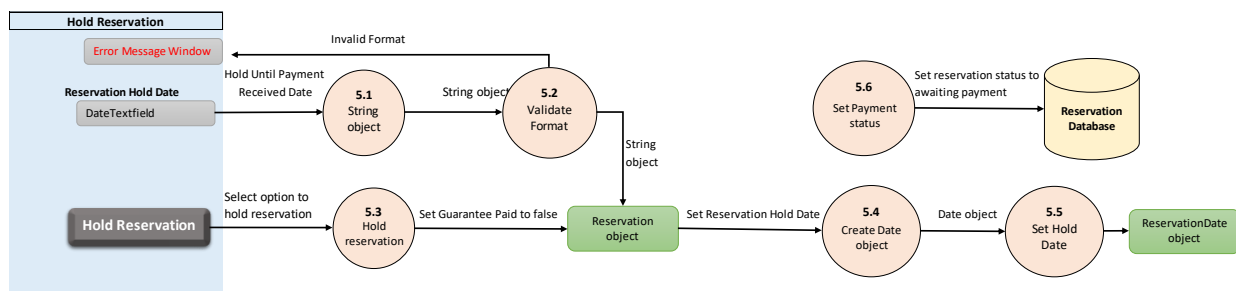 Hold Reservation
Error Message Window
Invalid Format
Reservation Hold Date
DateTextfield
Hold Until Payment
Received Date
5.1
String
object
String object
5.2
Validate
Format
String
object
5.6
Set Payment
status
Set reservation status to
awaiting payment
Reservation
Database
Hold Reservation
Select option to
hold reservation
5.3
Hold
reservation
Set Guarantee Paid to false
Reservation
object
Set Reservation Hold Date
5.4
Create Date
object
Date object
5.5
Set Hold
Date
ReservationDate
object